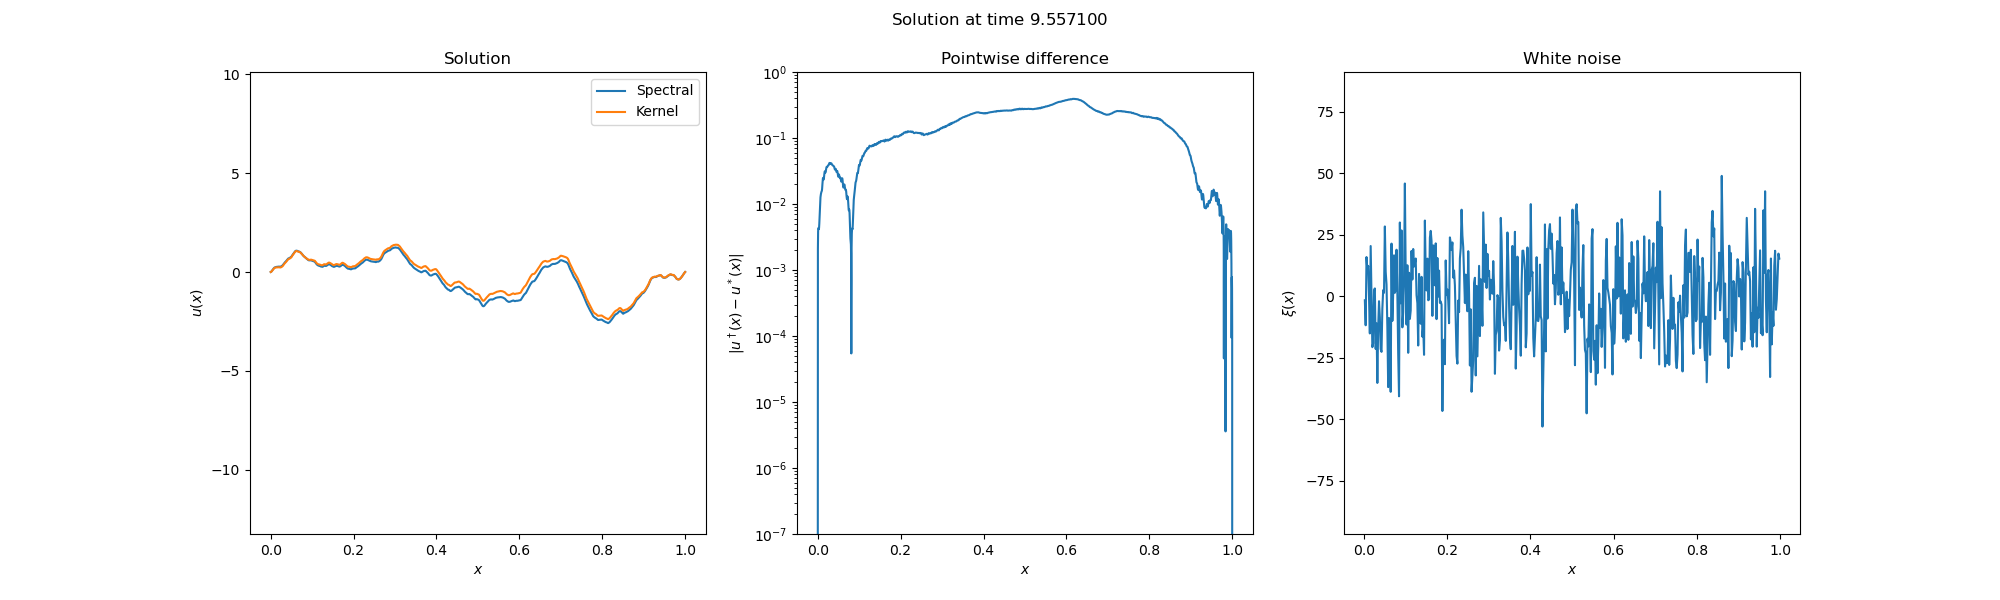 Solution at time 9.557100
Solution
10
5
0
−5
−10
u(x)
0.0 0.2 0.4 0.6 0.8 1.0
x
Spectral
Kernel
Pointwise difference
10⁰
10⁻¹
10⁻²
10⁻³
10⁻⁴
10⁻⁵
10⁻⁶
10⁻⁷
|u†(x) − u*(x)|
0.0 0.2 0.4 0.6 0.8 1.0
x
White noise
75
50
25
0
−25
−50
−75
ξ(x)
0.0 0.2 0.4 0.6 0.8 1.0
x